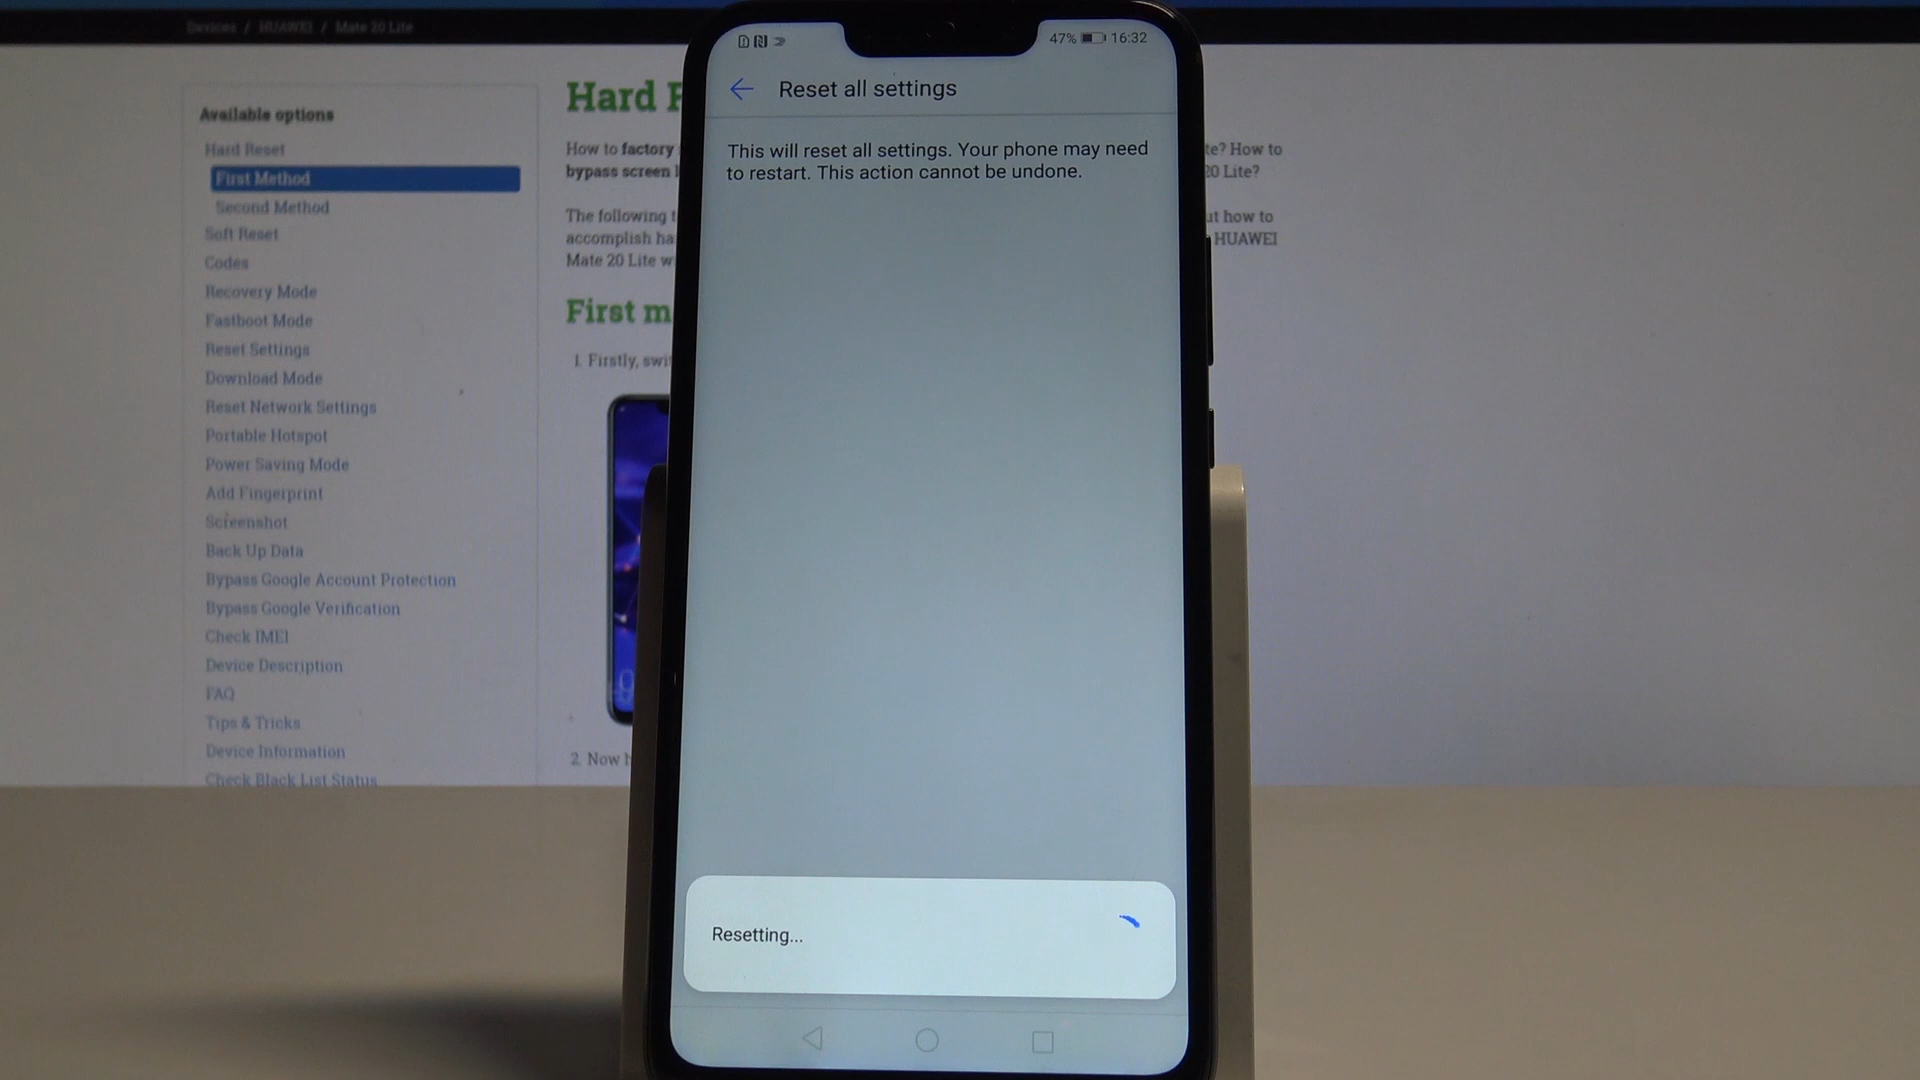 Devices / HUAWEI / Mate 20 Lite
Available options
Hard Reset
First Method
Second Method
Soft Reset
Codes
Recovery Mode
Fastboot Mode
Reset Settings
Download Mode
Reset Network Settings
Portable Hotspot
Power Saving Mode
Add Fingerprint
Screenshot
Back Up Data
Bypass Google Account Protection
Bypass Google Verification
Check IMEI
Device Description
FAQ
Tips & Tricks
Device Information
Check Black List Status
Hard
How to factory
te? How to
bypass screen
20 Lite?
The following
ut how to
accomplish ha
HUAWEI
Mate 20 Lite w
First m
1. Firstly, swi
2. Now
47% 16:32
Reset all settings
This will reset all settings. Your phone may need
to restart. This action cannot be undone.
Resetting...